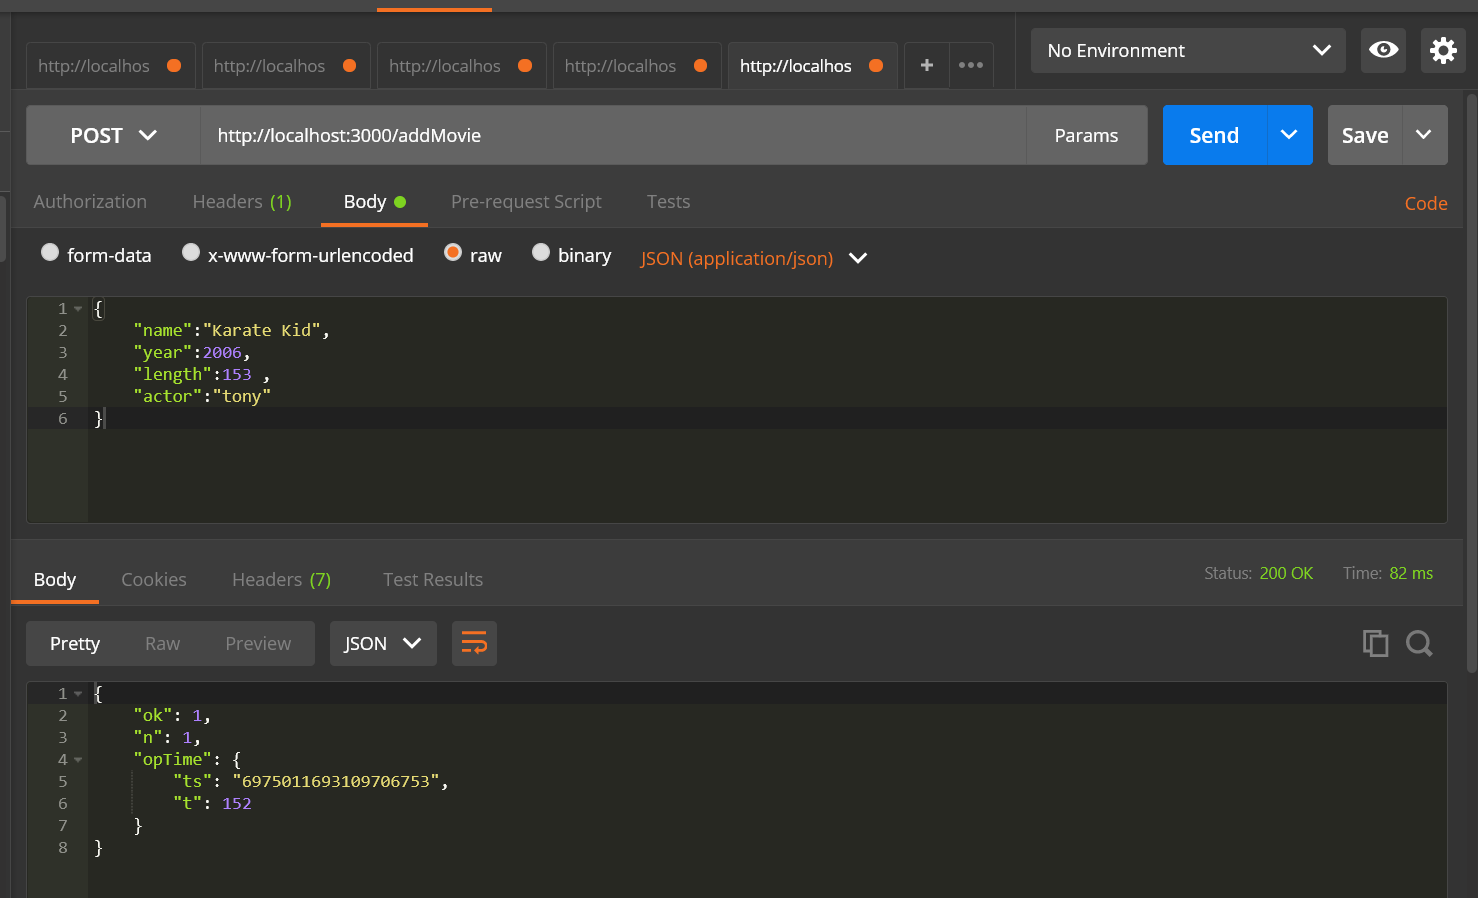 http://localhos http://localhos http://localhos http://localhos http://localhos + ••• No Environment
POST http://localhost:3000/addMovie Params Send Save
Authorization Headers (1) Body Pre-request Script Tests Code
form-data x-www-form-urlencoded raw binary JSON (application/json)
1 {
2 "name":"Karate Kid",
3 "year":2006,
4 "length":153 ,
5 "actor":"tony"
6 }
Body Cookies Headers (7) Test Results Status: 200 OK Time: 82 ms
Pretty Raw Preview JSON
1 {
2 "ok": 1,
3 "n": 1,
4 "opTime": {
5 "ts": "6975011693109706753",
6 "t": 152
7 }
8 }